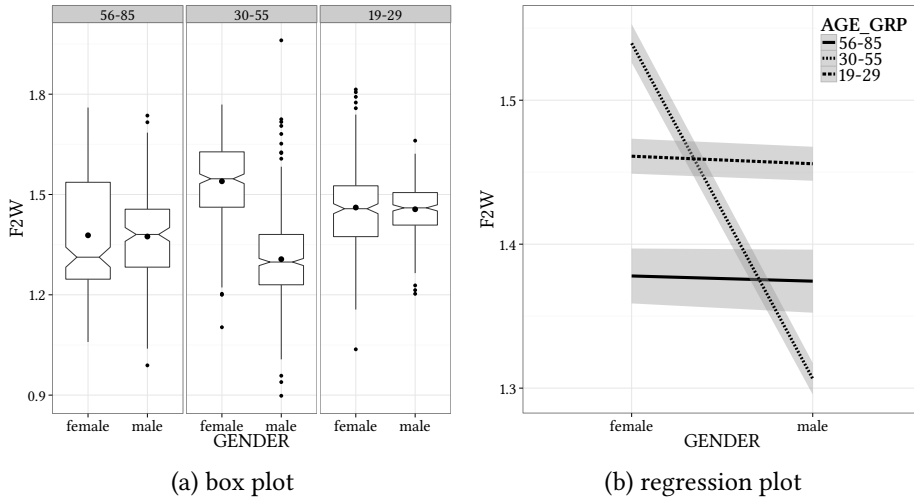 56-85 30-55 19-29
1.8
1.5
1.2
0.9
F2W
female male female male female male
GENDER
(a) box plot
AGE_GRP
56-85
30-55
19-29
1.5
1.4
1.3
F2W
female male
GENDER
(b) regression plot